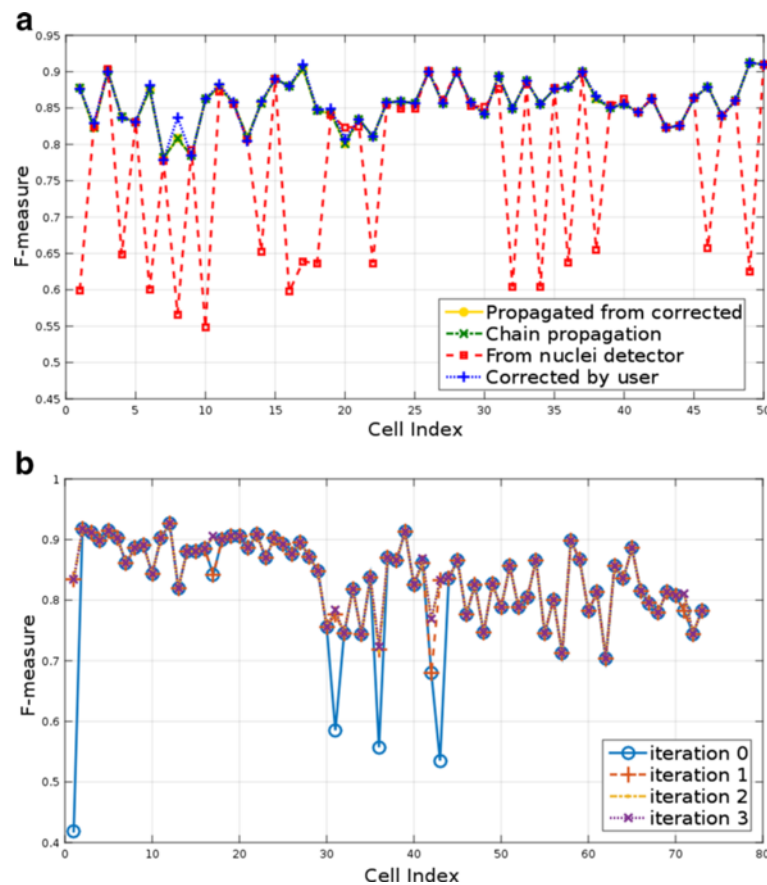 a
0.95
0.9
0.85
0.8
0.75
0.7
0.65
0.6
0.55
0.5
0.45
F-measure
Propagated from corrected
Chain propagation
From nuclei detector
Corrected by user
0 5 10 15 20 25 30 35 40 45 50
Cell Index
b
1
0.9
0.8
0.7
0.6
0.5
0.4
F-measure
iteration 0
iteration 1
iteration 2
iteration 3
0 10 20 30 40 50 60 70 80
Cell Index